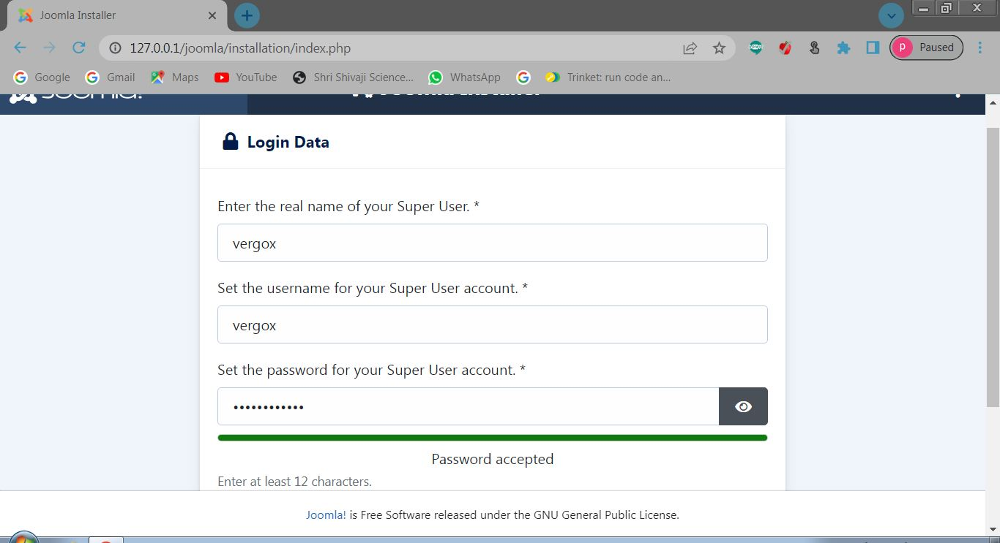 Joomla Installer
127.0.0.1/joomla/installation/index.php
P Paused
Google Gmail Maps YouTube Shri Shivaji Science... WhatsApp Trinket: run code an...
Joomla! Joomla Installer
Login Data
Enter the real name of your Super User. *
vergox
Set the username for your Super User account. *
vergox
Set the password for your Super User account. *
••••••••••••
Password accepted
Enter at least 12 characters.
Joomla! is Free Software released under the GNU General Public License.